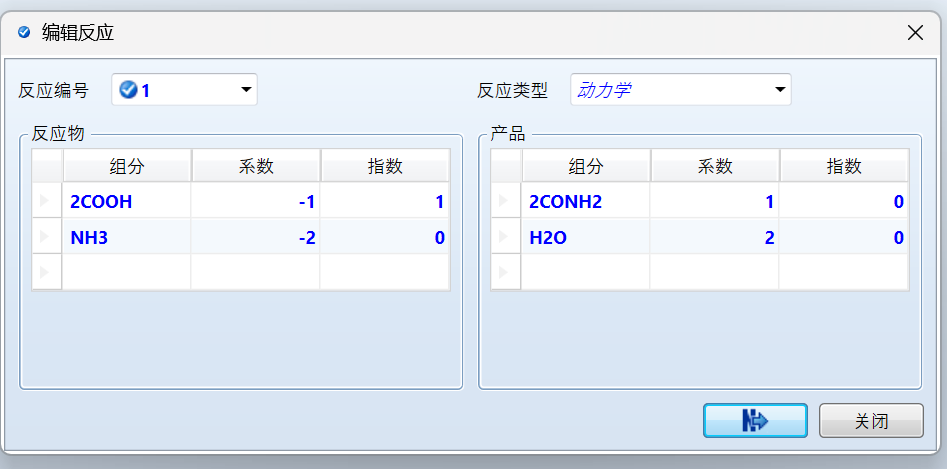 编辑反应
反应编号 1 反应类型 动力学
反应物 产品
组分 系数 指数 组分 系数 指数
2COOH -1 1 2CONH2 1 0
NH3 -2 0 H2O 2 0
N 关闭